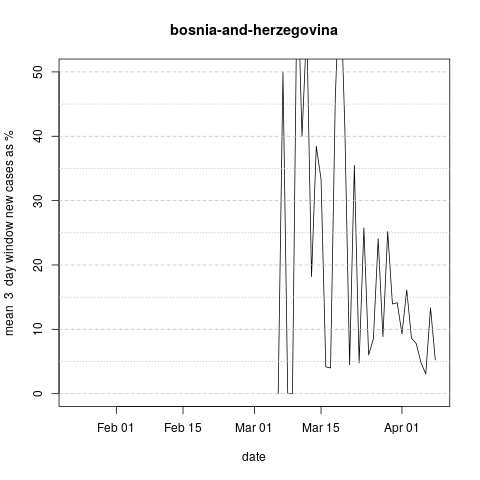 bosnia-and-herzegovina
mean 3 day window new cases as %
50
40
30
20
10
0
Feb 01 Feb 15 Mar 01 Mar 15 Apr 01
date